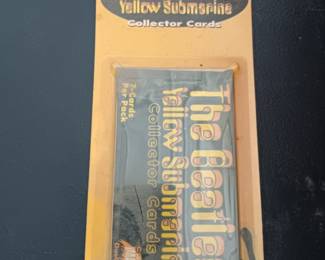 Yellow Submarine
Collector Cards
The Beatles
Yellow Submarine
Collector Cards
7-Cards
Per Pack